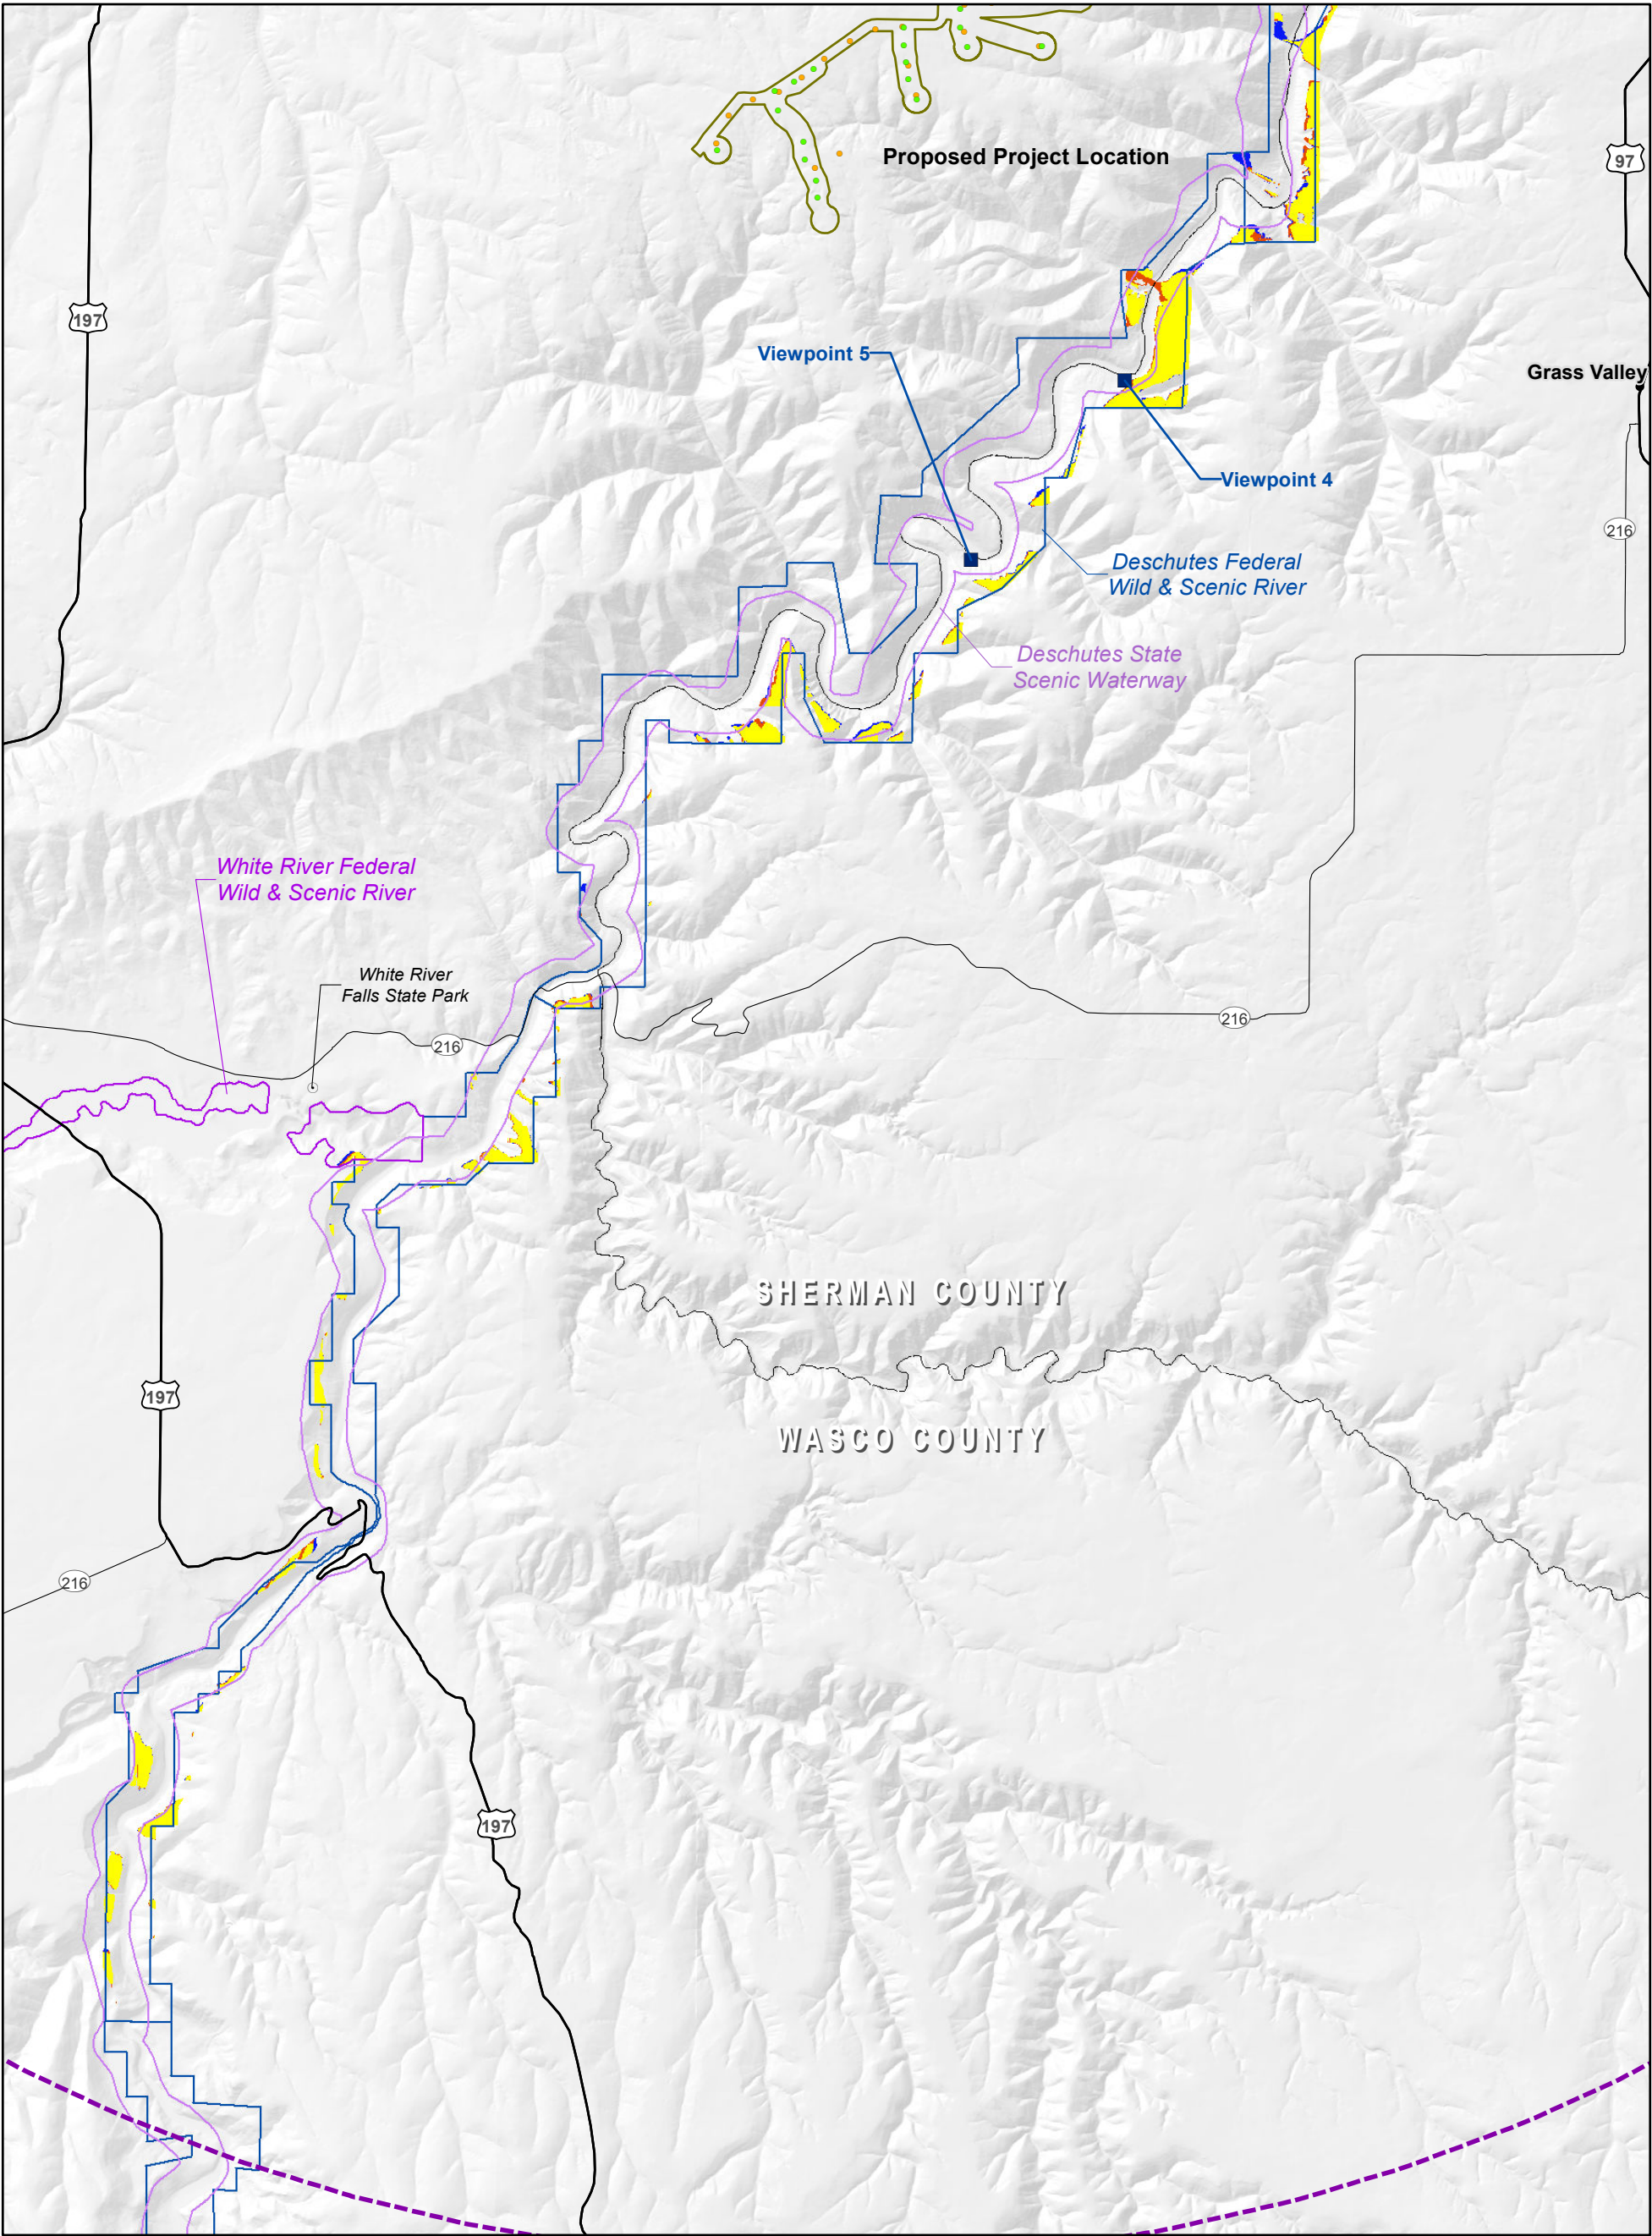 Proposed Project Location
97
197
Viewpoint 5
Grass Valley
Viewpoint 4
216
Deschutes Federal
Wild & Scenic River
Deschutes State
Scenic Waterway
White River Federal
Wild & Scenic River
White River
Falls State Park
216
216
SHERMAN COUNTY
197
WASCO COUNTY
216
197